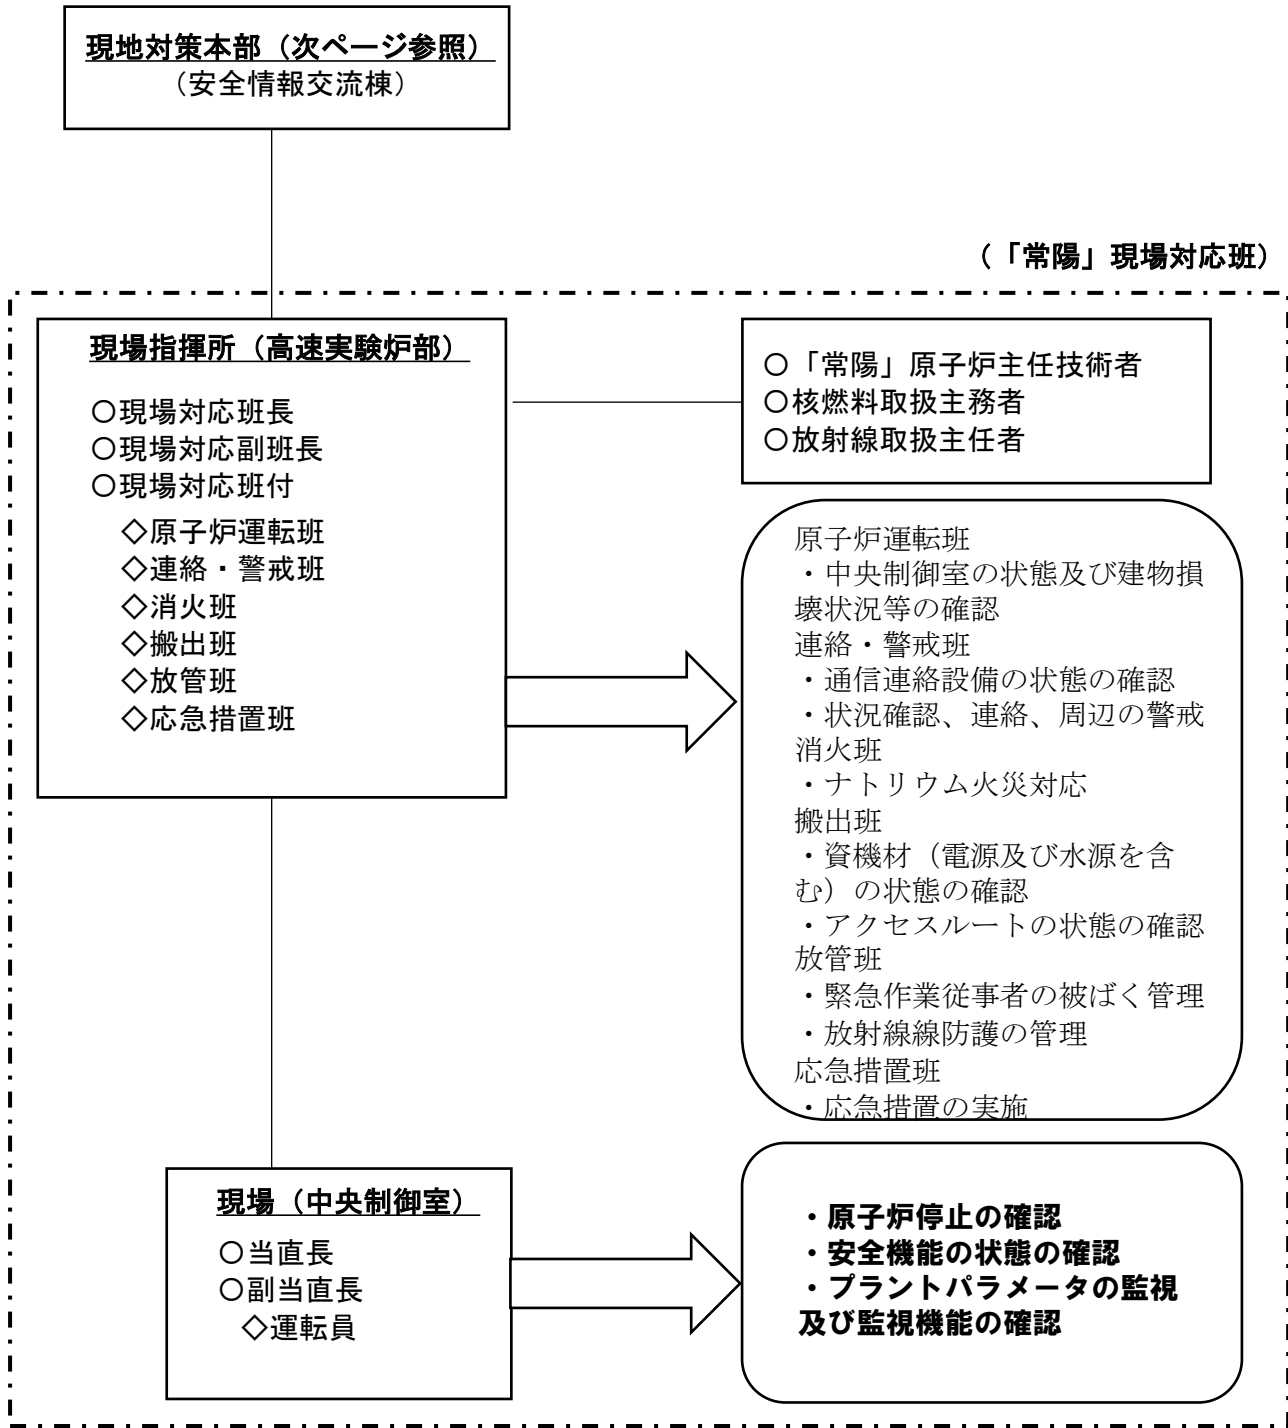 現地対策本部（次ページ参照）
（安全情報交流棟）
（「常陽」現場対応班）
現場指揮所（高速実験炉部）
○現場対応班長
○現場対応副班長
○現場対応班付
◇原子炉運転班
◇連絡・警戒班
◇消火班
◇搬出班
◇放管班
◇応急措置班
○「常陽」原子炉主任技術者
○核燃料取扱主務者
○放射線取扱主任者
原子炉運転班
・中央制御室の状態及び建物損
壊状況等の確認
連絡・警戒班
・通信連絡設備の状態の確認
・状況確認、連絡、周辺の警戒
消火班
・ナトリウム火災対応
搬出班
・資機材（電源及び水源を含
む）の状態の確認
・アクセスルートの状態の確認
放管班
・緊急作業従事者の被ばく管理
・放射線線防護の管理
応急措置班
・応急措置の実施
現場（中央制御室）
○当直長
○副当直長
◇運転員
・原子炉停止の確認
・安全機能の状態の確認
・プラントパラメータの監視
及び監視機能の確認